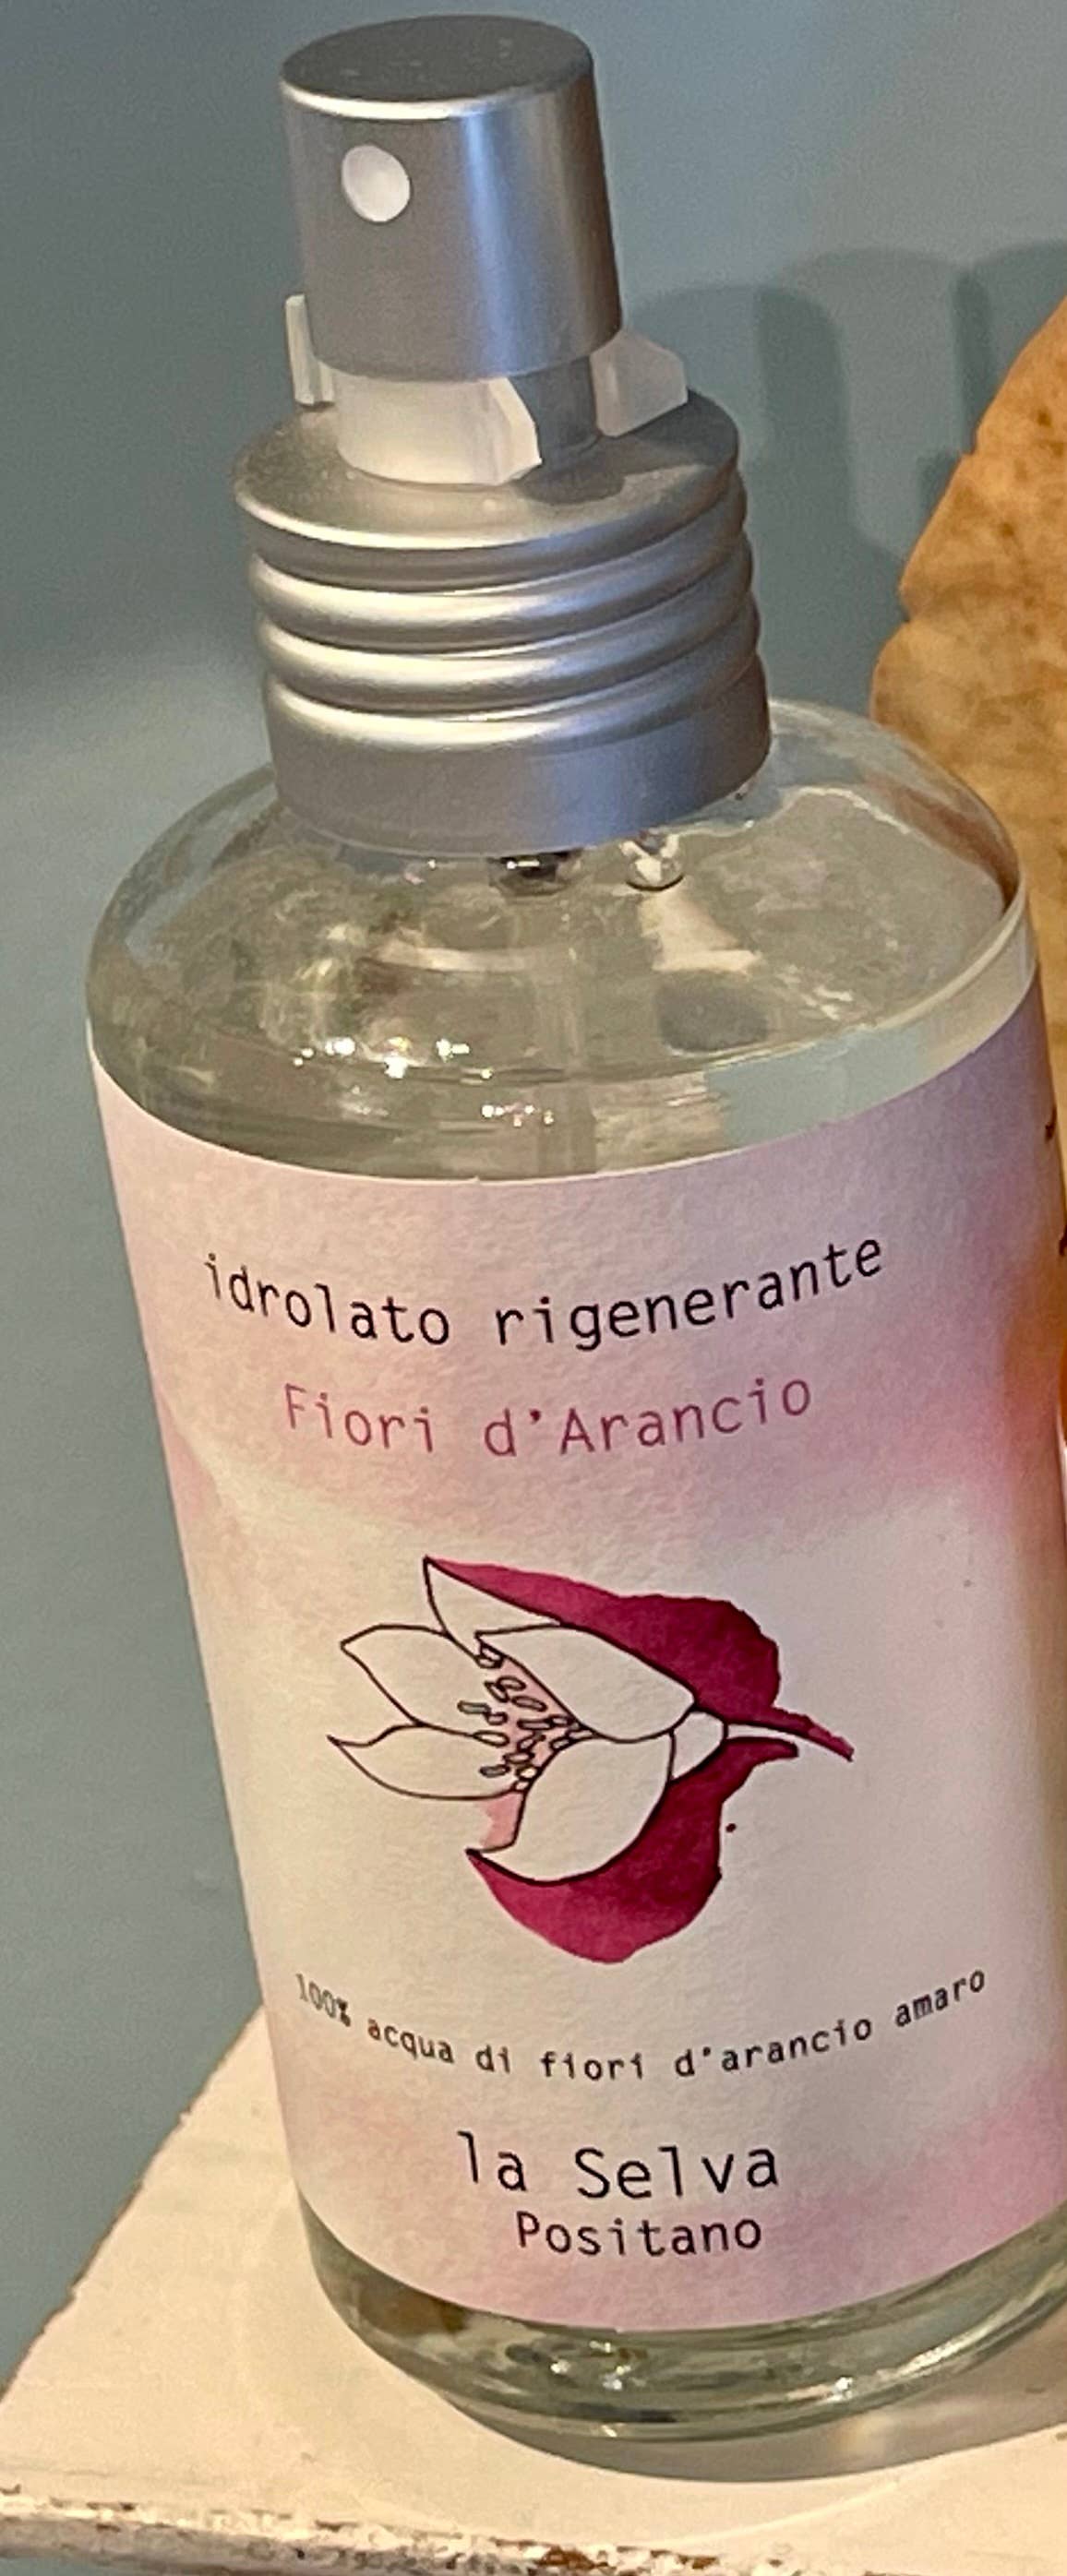 idrolato rigenerante
Fiori d'Arancio
100% acqua di fiori d'arancio amaro
la Selva
Positano